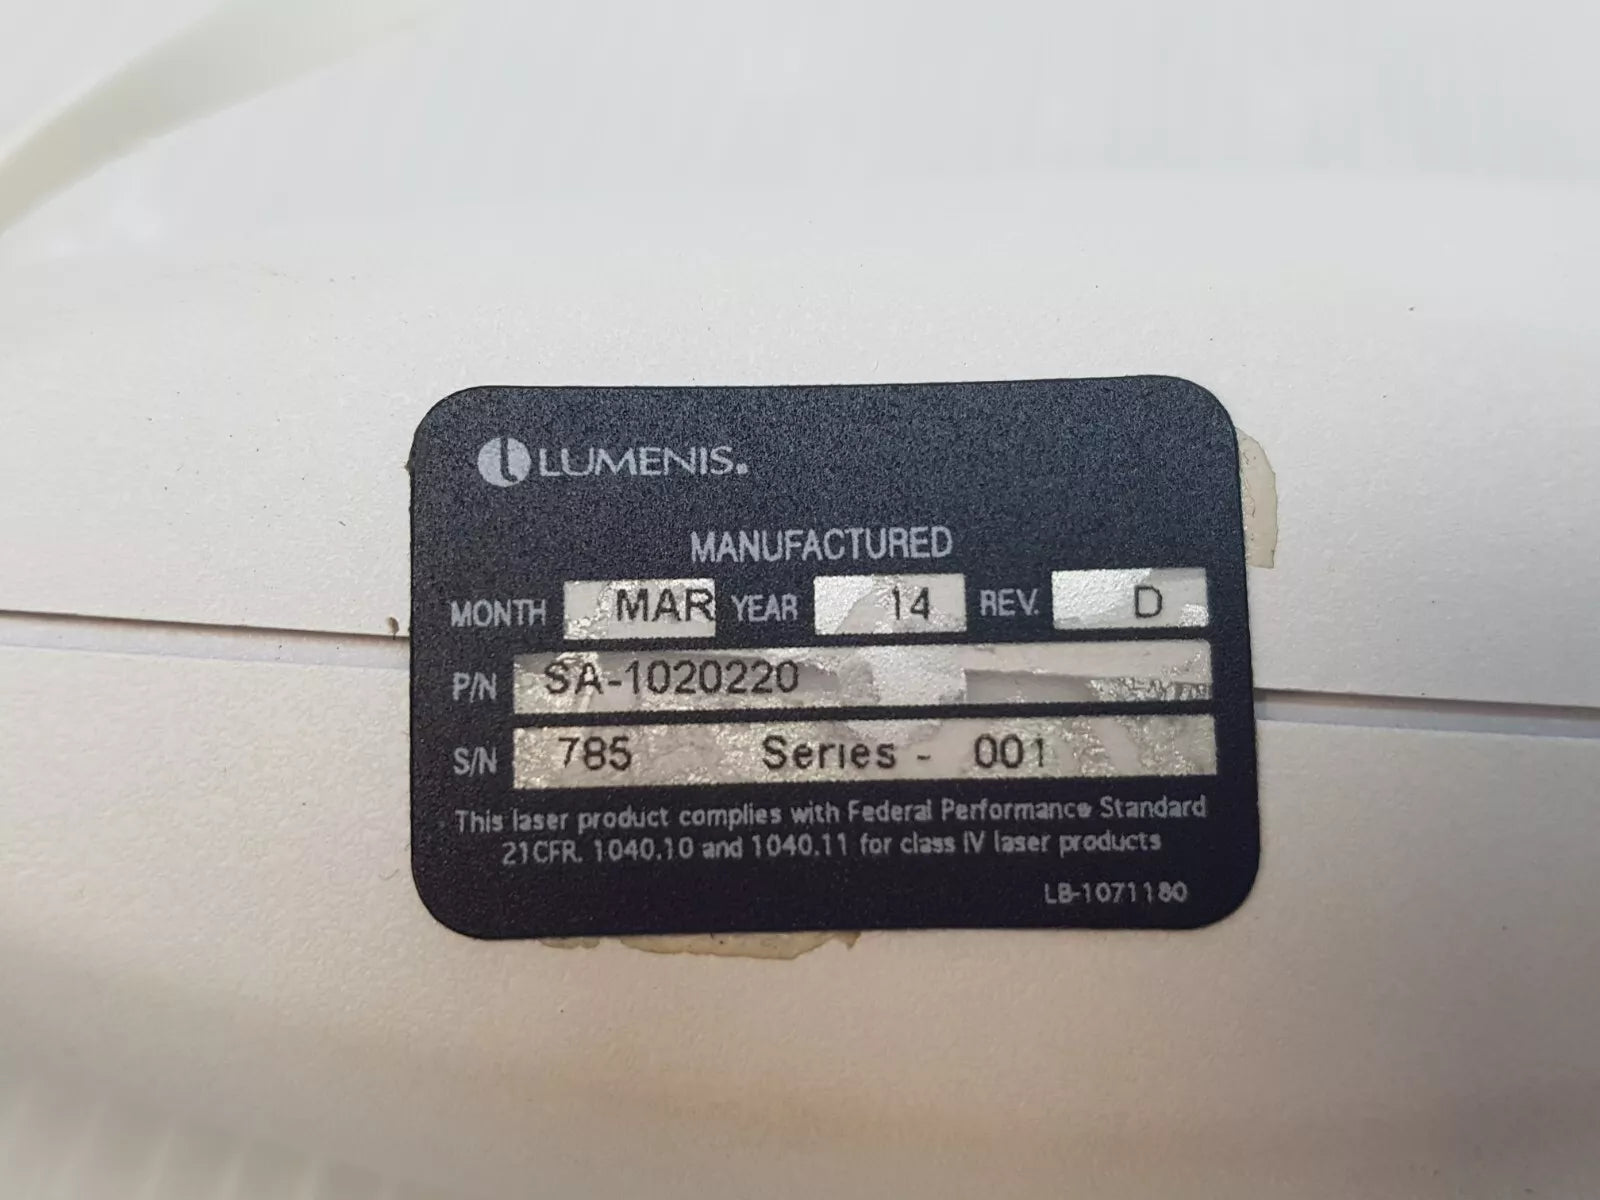 LUMENIS.
MANUFACTURED
MONTH MAR YEAR 14 REV. D
P/N SA-1020220
S/N 785 Series - 001
This laser product complies with Federal Performance Standard
21CFR. 1040.10 and 1040.11 for class IV laser products
LB-1071180